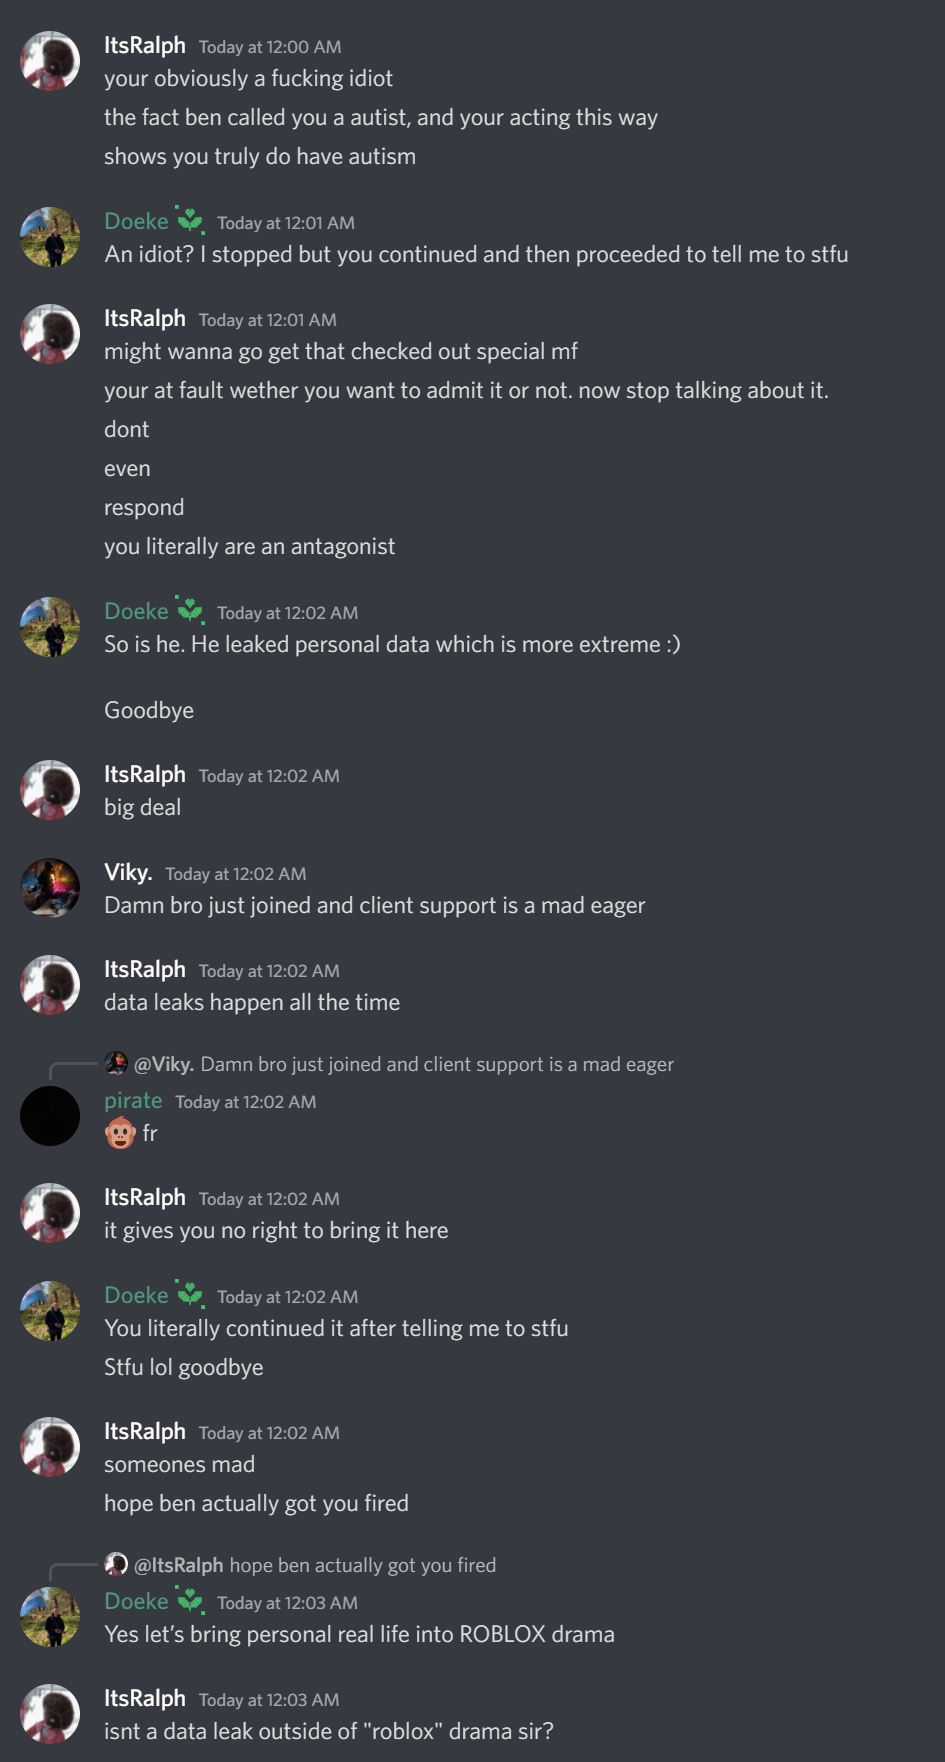 ItsRalph Today at 12:00 AM
your obviously a fucking idiot
the fact ben called you a autist, and your acting this way
shows you truly do have autism
Doeke Today at 12:01 AM
An idiot? I stopped but you continued and then proceeded to tell me to stfu
ItsRalph Today at 12:01 AM
might wanna go get that checked out special mf
your at fault wether you want to admit it or not. now stop talking about it.
dont
even
respond
you literally are an antagonist
Doeke Today at 12:02 AM
So is he. He leaked personal data which is more extreme :)
Goodbye
ItsRalph Today at 12:02 AM
big deal
Viky. Today at 12:02 AM
Damn bro just joined and client support is a mad eager
ItsRalph Today at 12:02 AM
data leaks happen all the time
@Viky. Damn bro just joined and client support is a mad eager
pirate Today at 12:02 AM
🐵 fr
ItsRalph Today at 12:02 AM
it gives you no right to bring it here
Doeke Today at 12:02 AM
You literally continued it after telling me to stfu
Stfu lol goodbye
ItsRalph Today at 12:02 AM
someones mad
hope ben actually got you fired
@ItsRalph hope ben actually got you fired
Doeke Today at 12:03 AM
Yes let's bring personal real life into ROBLOX drama
ItsRalph Today at 12:03 AM
isnt a data leak outside of "roblox" drama sir?